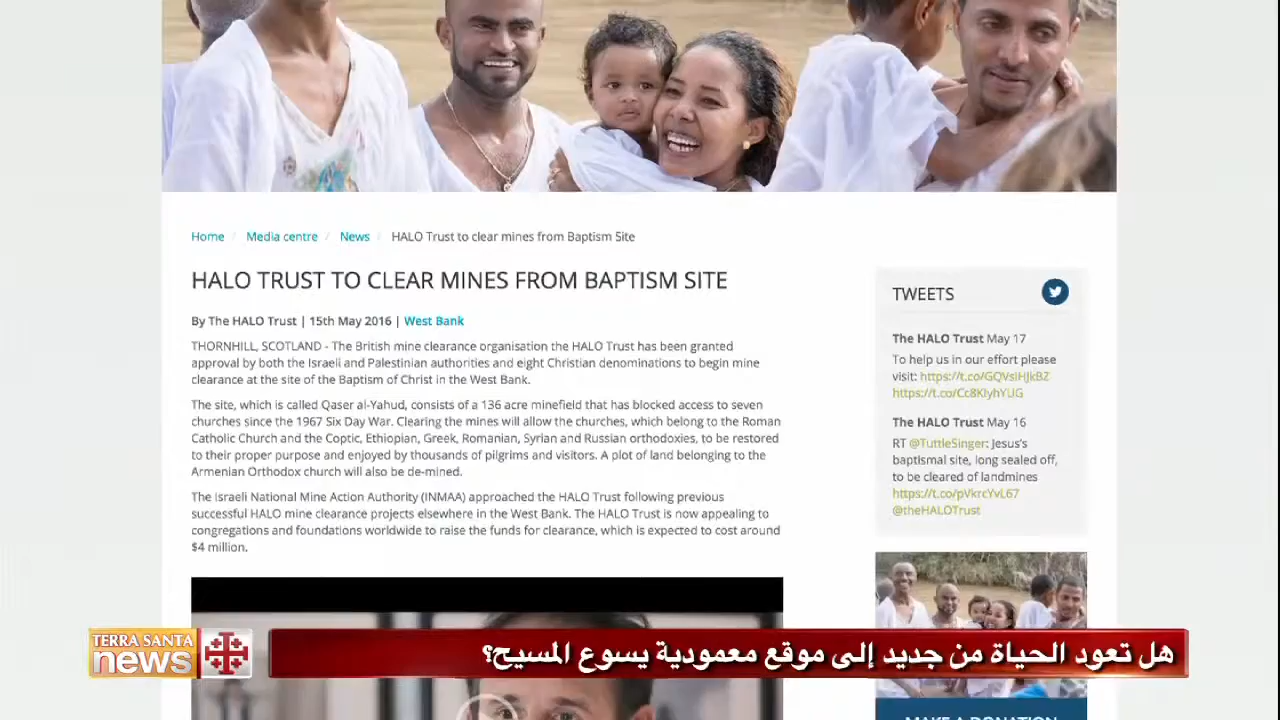 Home / Media centre / News / HALO Trust to clear mines from Baptism Site
HALO TRUST TO CLEAR MINES FROM BAPTISM SITE
By The HALO Trust | 15th May 2016 | West Bank
THORNHILL, SCOTLAND - The British mine clearance organisation the HALO Trust has been granted
approval by both the Israeli and Palestinian authorities and eight Christian denominations to begin mine
clearance at the site of the Baptism of Christ in the West Bank.
The site, which is called Qaser al-Yahud, consists of a 136 acre minefield that has blocked access to seven
churches since the 1967 Six Day War. Clearing the mines will allow the churches, which belong to the Roman
Catholic Church and the Coptic, Ethiopian, Greek, Romanian, Syrian and Russian orthodoxies, to be restored
to their proper purpose and enjoyed by thousands of pilgrims and visitors. A plot of land belonging to the
Armenian Orthodox church will also be de-mined.
The Israeli National Mine Action Authority (INMAA) approached the HALO Trust following previous
successful HALO mine clearance projects elsewhere in the West Bank. The HALO Trust is now appealing to
congregations and foundations worldwide to raise the funds for clearance, which is expected to cost around
$4 million.
TWEETS
The HALO Trust May 17
To help us in our effort please
visit: https://t.co/GQVsIHJkBZ
https://t.co/Cc8KIyhYUG
The HALO Trust May 16
RT @TuttleSinger: Jesus's
baptismal site, long sealed off,
to be cleared of landmines
https://t.co/pVkrcYvL67
@theHALOTrust
MAKE A DONATION
TERRA SANTA
news
هل تعود الحياة من جديد إلى موقع معمودية يسوع المسيح؟